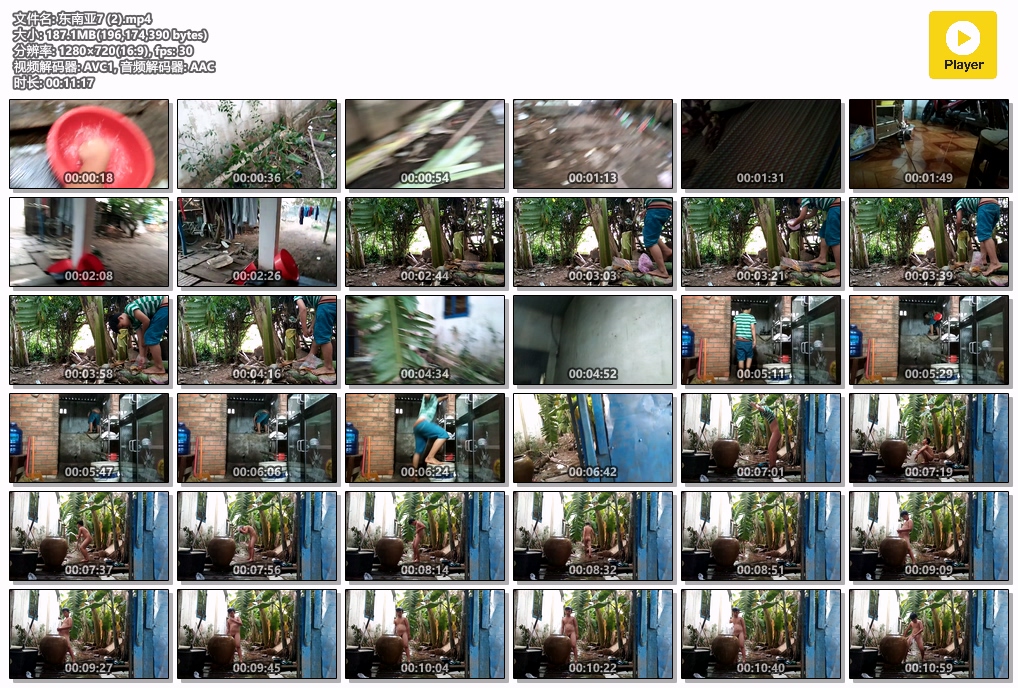 文件名: 东南亚7 (2).mp4
大小: 187.1MB(196,174,390 bytes)
分辨率: 1280×720(16:9), fps: 30
视频解码器: AVC1, 音频解码器: AAC
时长: 00:11:17
Player
00:00:18 00:00:36 00:00:54 00:01:13 00:01:31 00:01:49
00:02:08 00:02:26 00:02:44 00:03:03 00:03:21 00:03:39
00:03:58 00:04:16 00:04:34 00:04:52 00:05:11 00:05:29
00:05:47 00:06:06 00:06:24 00:06:42 00:07:01 00:07:19
00:07:37 00:07:56 00:08:14 00:08:32 00:08:51 00:09:09
00:09:27 00:09:45 00:10:04 00:10:22 00:10:40 00:10:59